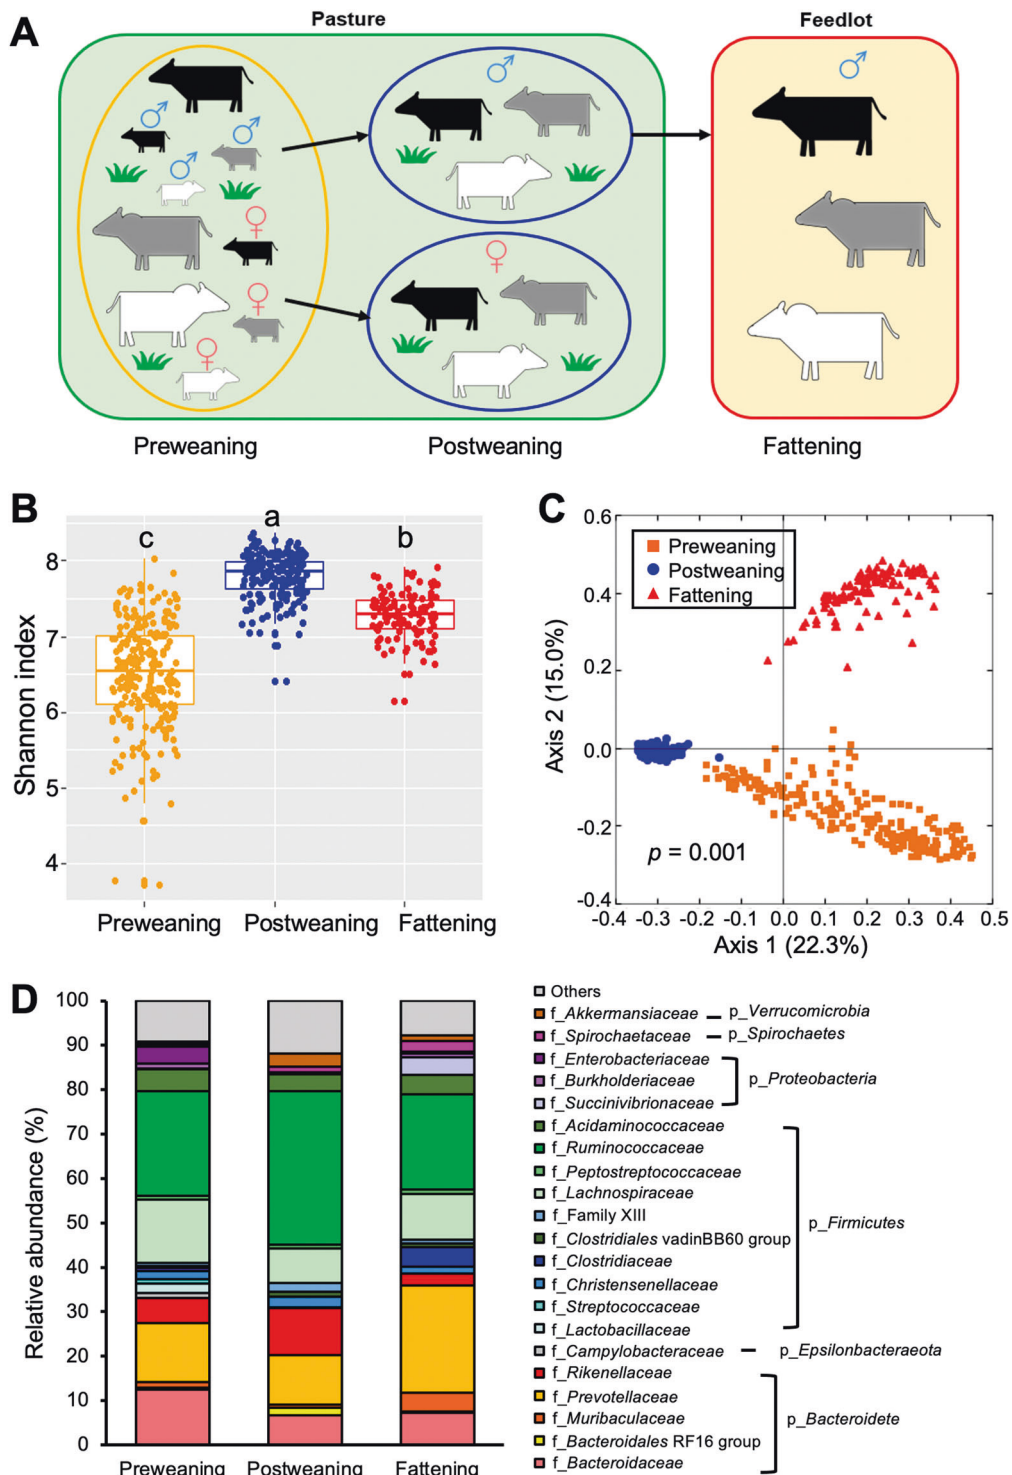 A
Pasture
Feedlot
♂
♂
♂
♀
♀
♀
♂
♀
♂
Preweaning
Postweaning
Fattening
B
c
a
b
8
7
6
5
4
Shannon index
Preweaning
Postweaning
Fattening
C
Preweaning
Postweaning
Fattening
0.6
0.4
0.2
0.0
-0.2
-0.4
Axis 2 (15.0%)
p = 0.001
-0.4
-0.3
-0.2
-0.1
0.0
0.1
0.2
0.3
0.4
0.5
Axis 1 (22.3%)
D
100
90
80
70
60
50
40
30
20
10
0
Relative abundance (%)
Preweaning
Postweaning
Fattening
Others
f_Akkermansiaceae
p_Verrucomicrobia
f_Spirochaetaceae
p_Spirochaetes
f_Enterobacteriaceae
f_Burkholderiaceae
p_Proteobacteria
f_Succinivibrionaceae
f_Acidaminococcaceae
f_Ruminococcaceae
f_Peptostreptococcaceae
f_Lachnospiraceae
f_Family XIII
p_Firmicutes
f_Clostridiales vadinBB60 group
f_Clostridiaceae
f_Christensenellaceae
f_Streptococcaceae
f_Lactobacillaceae
f_Campylobacteraceae
p_Epsilonbacteraeota
f_Rikenellaceae
f_Prevotellaceae
f_Muribaculaceae
p_Bacteroidete
f_Bacteroidales RF16 group
f_Bacteroidaceae